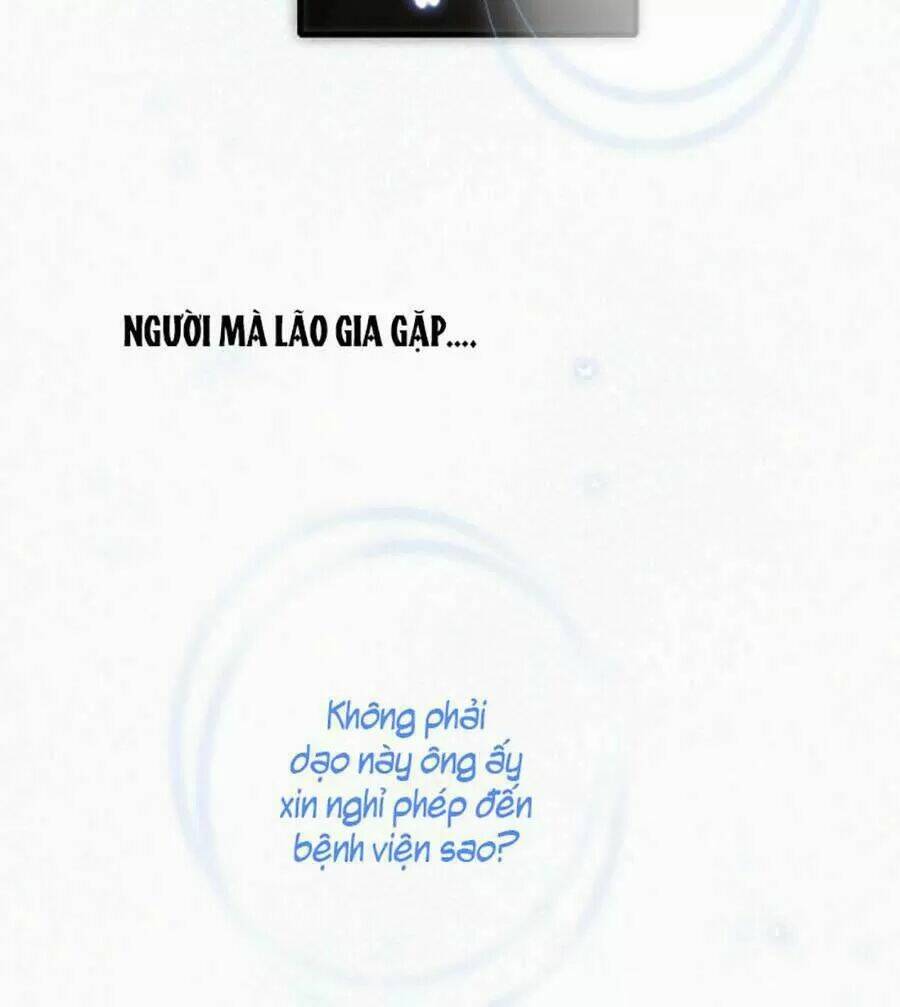 NGƯỜI MÀ LÃO GIA GẶP....
Không phải
dạo này ông ấy
xin nghỉ phép đến
bệnh viện sao?